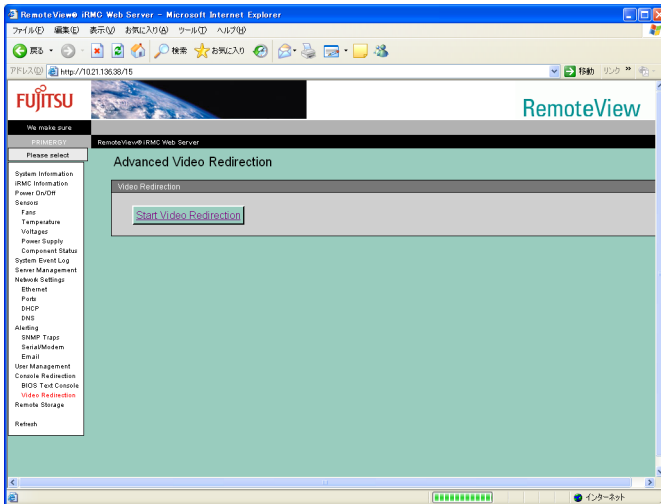 RemoteView® iRMC Web Server - Microsoft Internet Explorer
ファイル(F) 編集(E) 表示(V) お気に入り(A) ツール(T) ヘルプ(H)
戻る 検索 お気に入り
アドレス(D) http://10.21.136.38/15 移動 リンク »
FUJITSU
RemoteView
We make sure
PRIMERGY
RemoteView® iRMC Web Server
Please select
Advanced Video Redirection
Video Redirection
Start Video Redirection
System Information
iRMC Information
Power On/Off
Sensors
Fans
Temperature
Voltages
Power Supply
Component Status
System Event Log
Server Management
Network Settings
Ethernet
Ports
DHCP
DNS
Alerting
SNMP Traps
Serial/Modem
Email
User Management
Console Redirection
BIOS Text Console
Video Redirection
Remote Storage
Refresh
インターネット